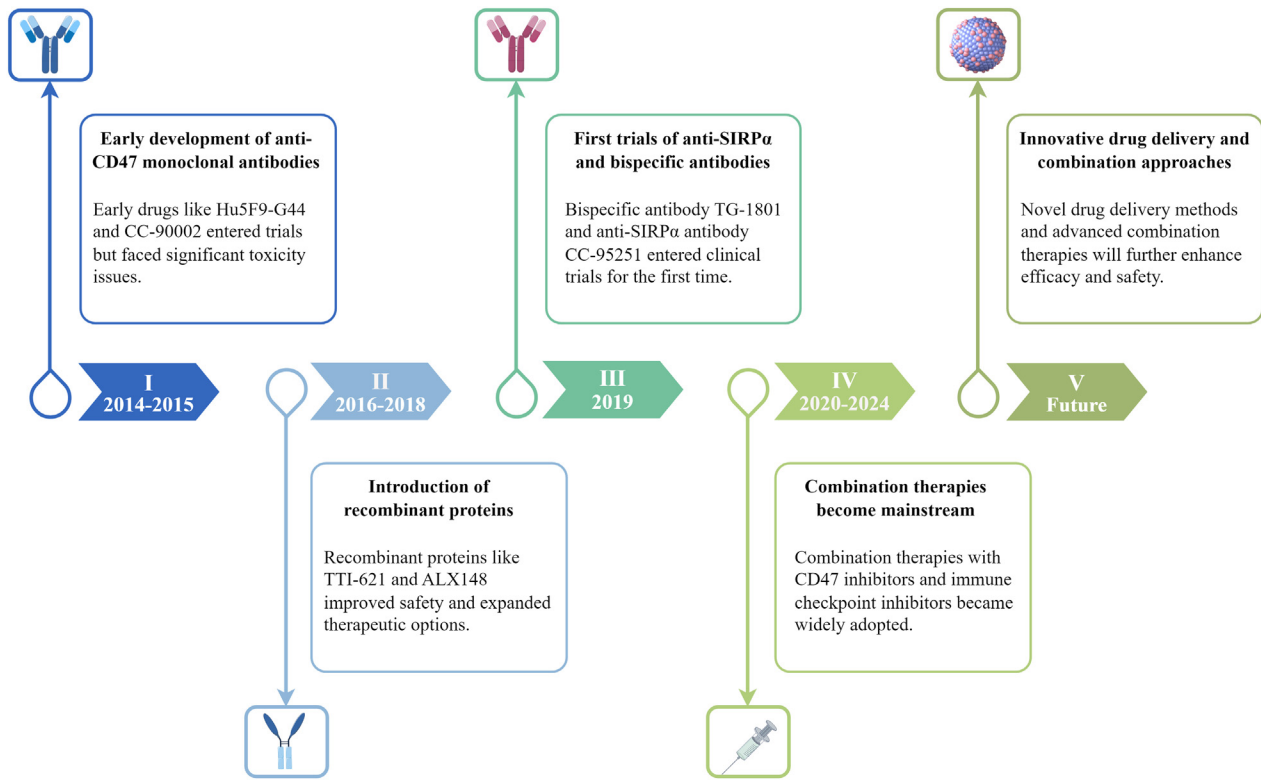 Early development of anti-
CD47 monoclonal antibodies
Early drugs like Hu5F9-G44
and CC-90002 entered trials
but faced significant toxicity
issues.
First trials of anti-SIRPα
and bispecific antibodies
Bispecific antibody TG-1801
and anti-SIRPα antibody
CC-95251 entered clinical
trials for the first time.
Innovative drug delivery and
combination approaches
Novel drug delivery methods
and advanced combination
therapies will further enhance
efficacy and safety.
I
2014-2015
II
2016-2018
III
2019
IV
2020-2024
V
Future
Introduction of
recombinant proteins
Recombinant proteins like
TTI-621 and ALX148
improved safety and expanded
therapeutic options.
Combination therapies
become mainstream
Combination therapies with
CD47 inhibitors and immune
checkpoint inhibitors became
widely adopted.